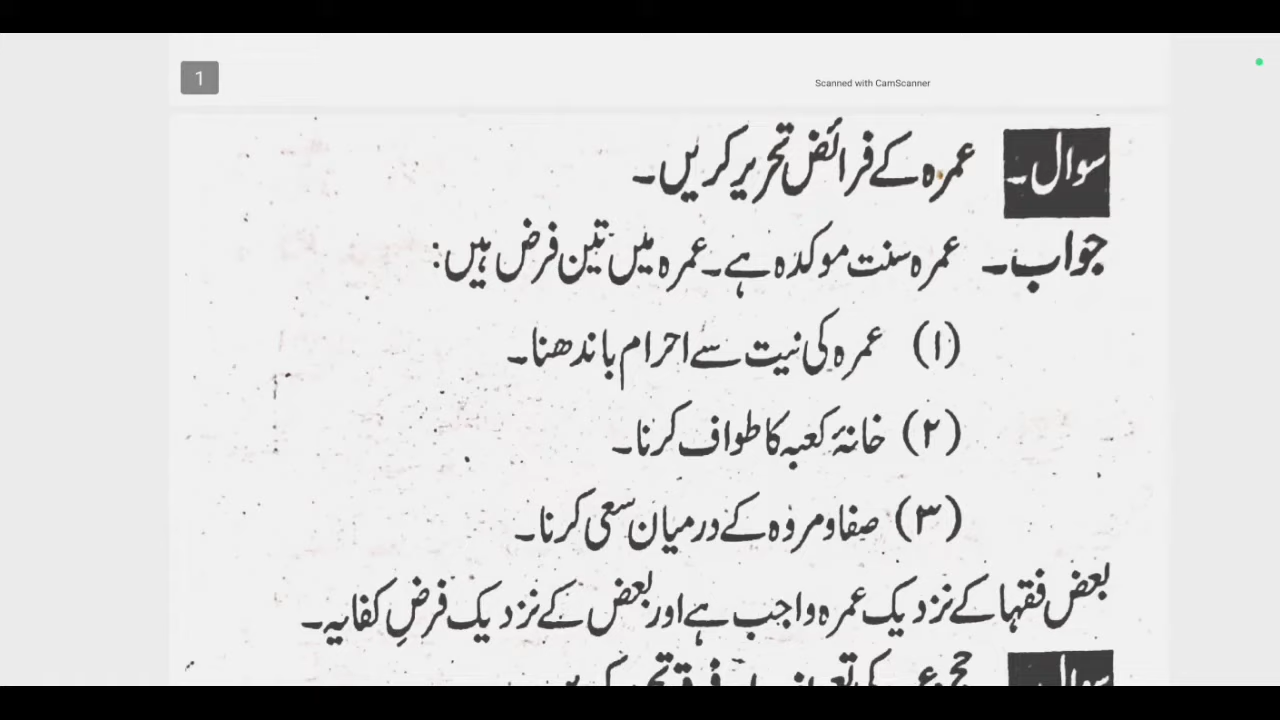 1
Scanned with CamScanner
سوال۔ عمرہ کے فرائض تحریر کریں۔
جواب۔ عمرہ سنت موکدہ ہے۔ عمرہ میں تین فرض ہیں:
(۱) عمرہ کی نیت سے احرام باندھنا۔
(۲) خانۂ کعبہ کا طواف کرنا۔
(۳) صفا و مروہ کے درمیان سعی کرنا۔
بعض فقہا کے نزدیک عمرہ واجب ہے اور بعض کے نزدیک فرضِ کفایہ۔